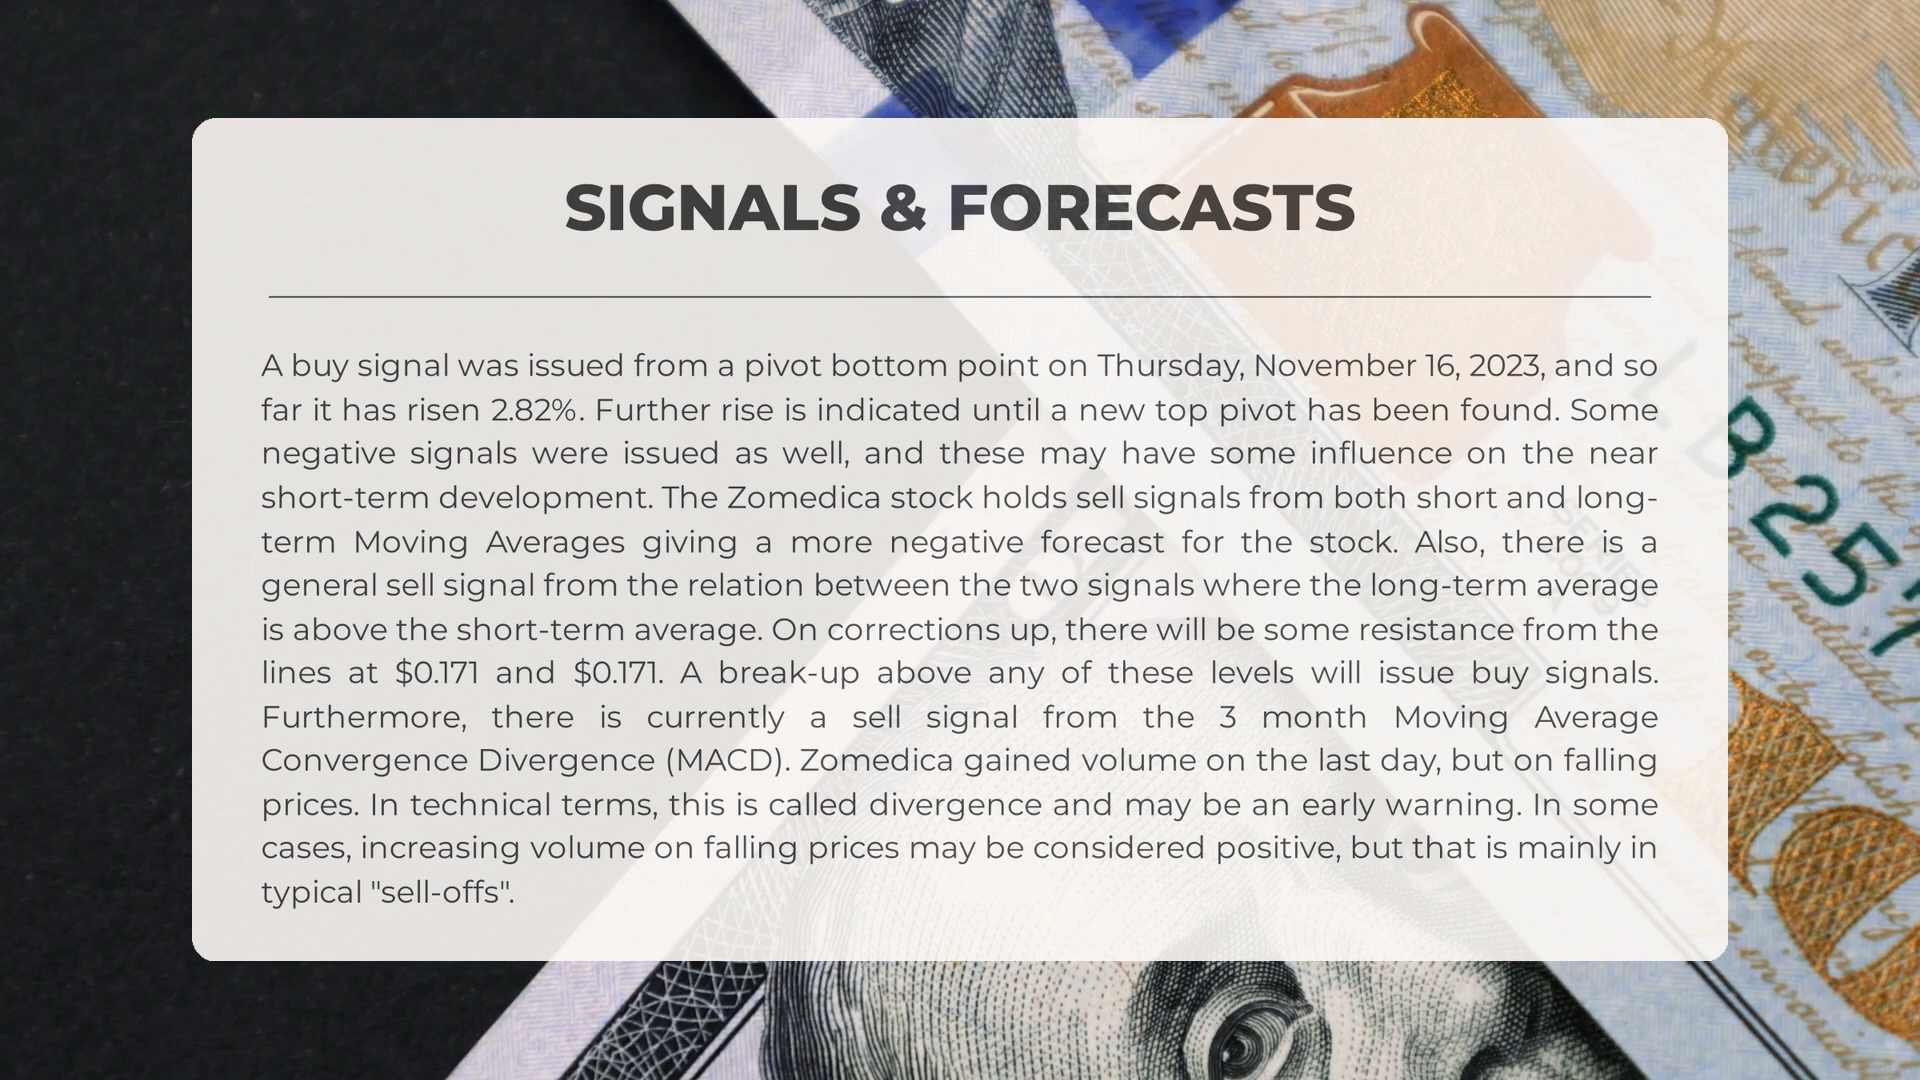 SIGNALS & FORECASTS
A buy signal was issued from a pivot bottom point on Thursday, November 16, 2023, and so
far it has risen 2.82%. Further rise is indicated until a new top pivot has been found. Some
negative signals were issued as well, and these may have some influence on the near
short-term development. The Zomedica stock holds sell signals from both short and long-
term Moving Averages giving a more negative forecast for the stock. Also, there is a
general sell signal from the relation between the two signals where the long-term average
is above the short-term average. On corrections up, there will be some resistance from the
lines at $0.171 and $0.171. A break-up above any of these levels will issue buy signals.
Furthermore, there is currently a sell signal from the 3 month Moving Average
Convergence Divergence (MACD). Zomedica gained volume on the last day, but on falling
prices. In technical terms, this is called divergence and may be an early warning. In some
cases, increasing volume on falling prices may be considered positive, but that is mainly in
typical "sell-offs".